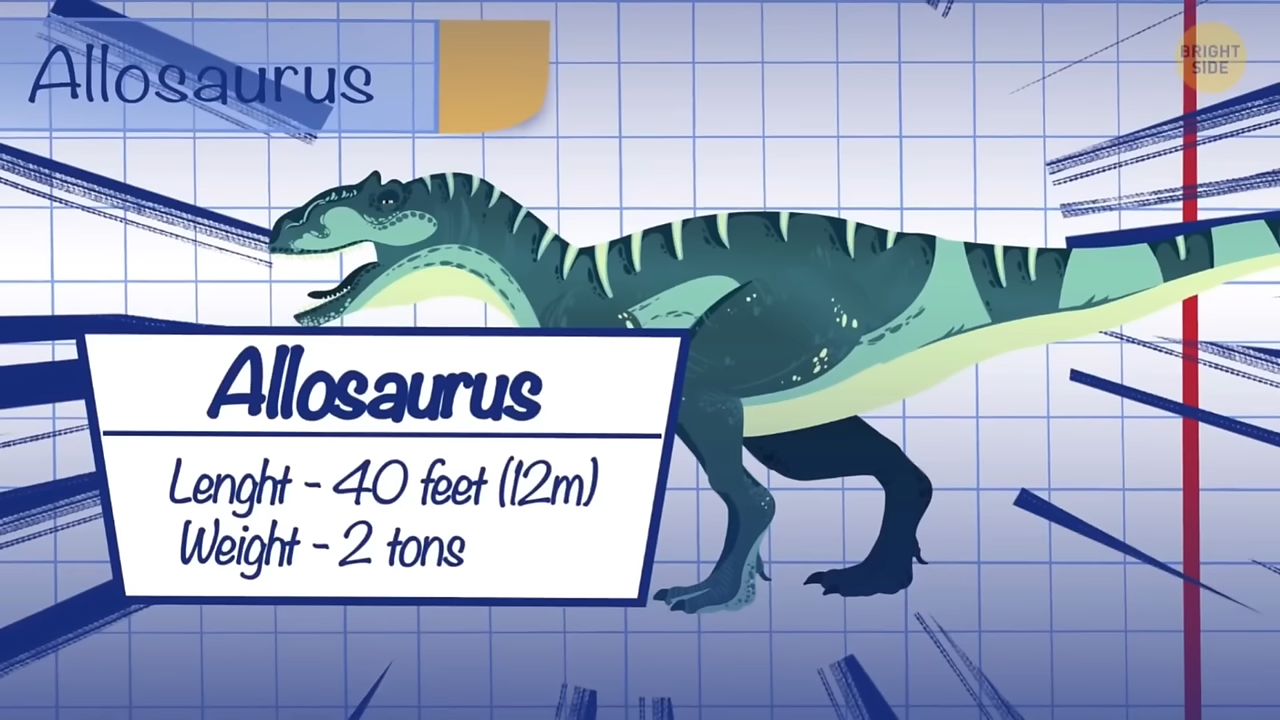 Allosaurus
BRIGHT
SIDE
Allosaurus
Lenght - 40 feet (12m)
Weight - 2 tons